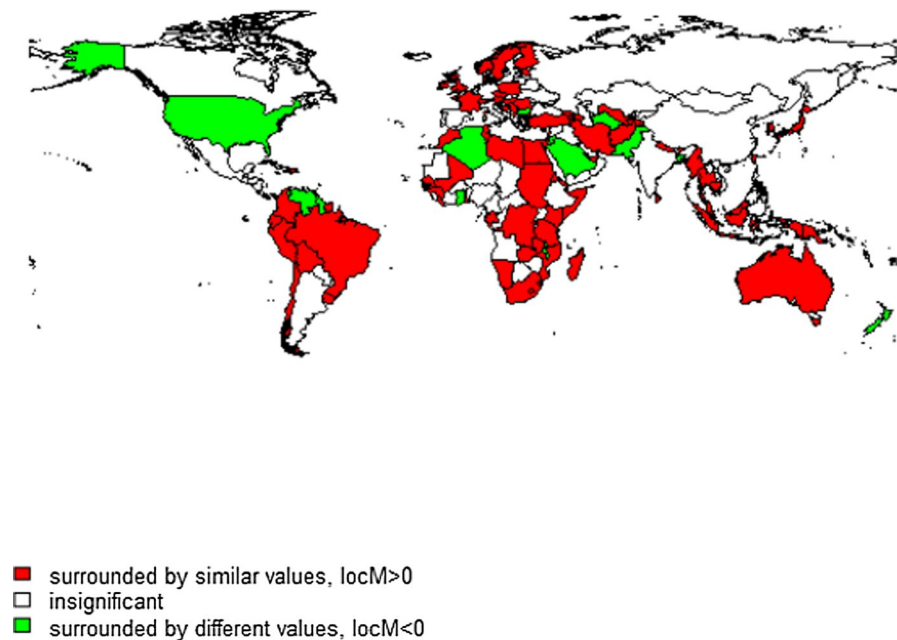 surrounded by similar values, locM>0
insignificant
surrounded by different values, locM<0